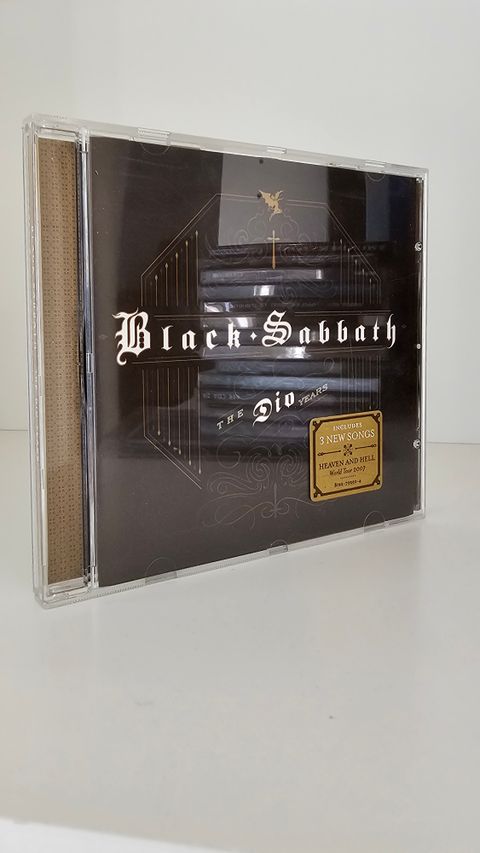 Black Sabbath
THE Dio YEARS
INCLUDES
3 NEW SONGS
HEAVEN AND HELL
World Tour 2007